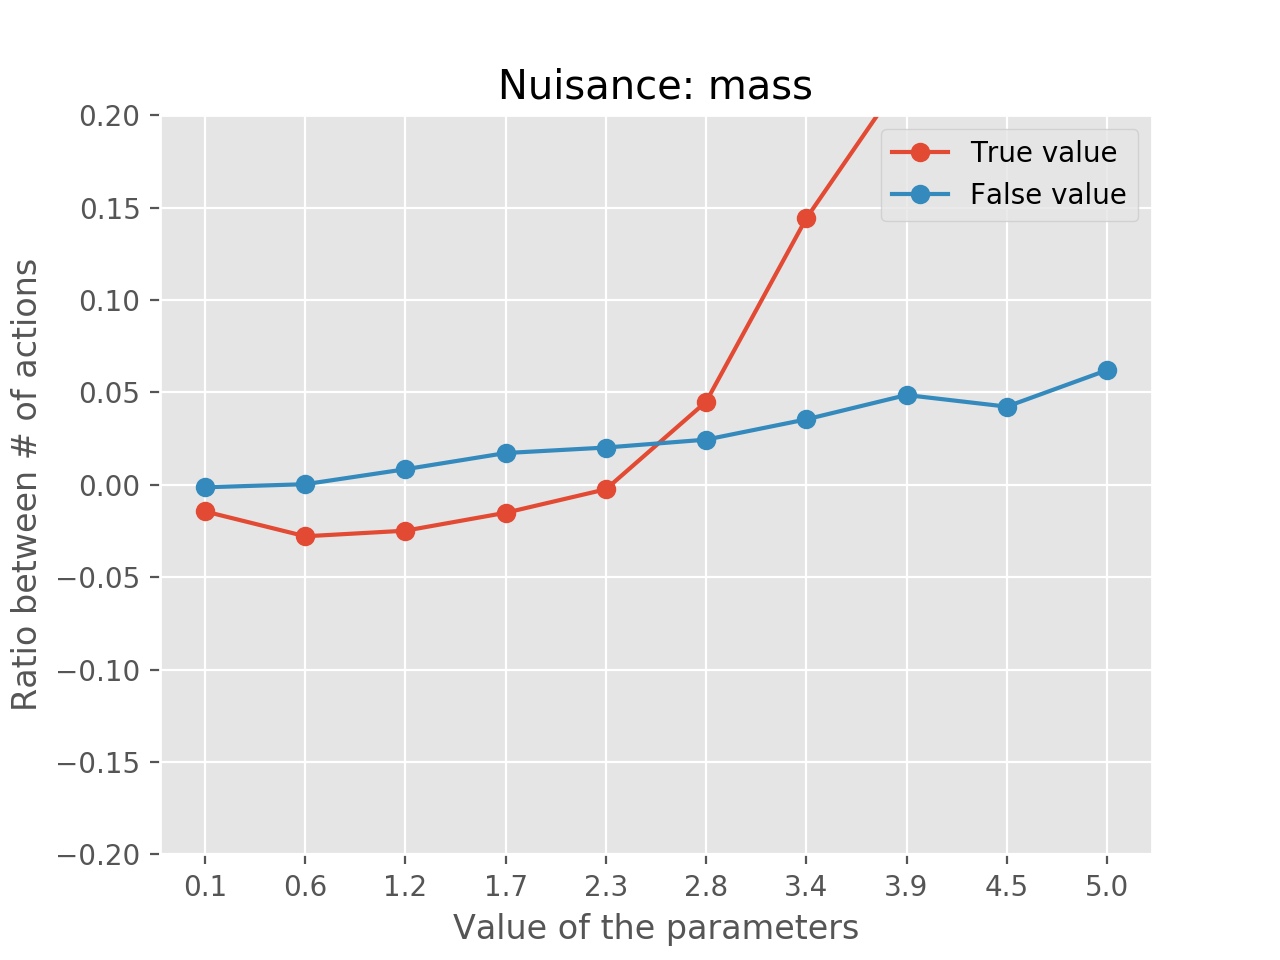 Nuisance: mass
True value
False value
Ratio between # of actions
0.20
0.15
0.10
0.05
0.00
−0.05
−0.10
−0.15
−0.20
0.1 0.6 1.2 1.7 2.3 2.8 3.4 3.9 4.5 5.0
Value of the parameters